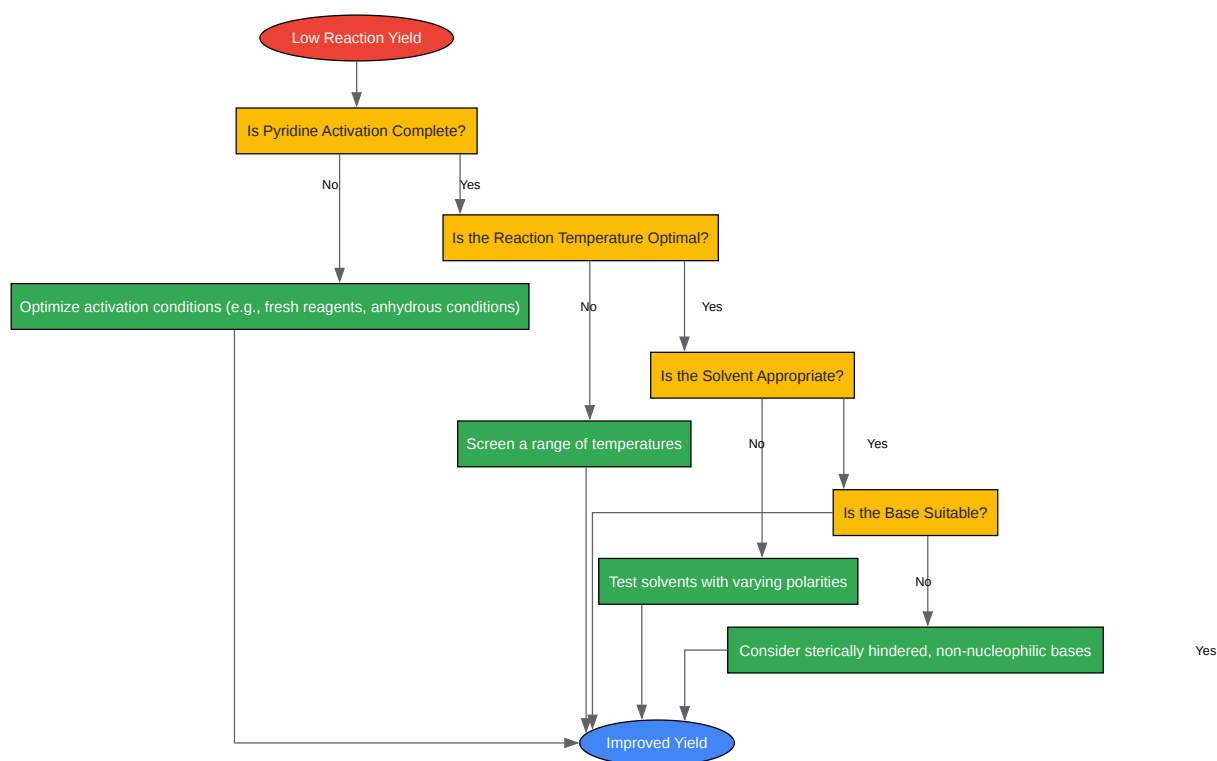 Low Reaction Yield
Is Pyridine Activation Complete?
No
Yes
Is the Reaction Temperature Optimal?
Optimize activation conditions (e.g., fresh reagents, anhydrous conditions)
No
Yes
Is the Solvent Appropriate?
Screen a range of temperatures
No
Yes
Is the Base Suitable?
Test solvents with varying polarities
No
Consider sterically hindered, non-nucleophilic bases
Yes
Improved Yield